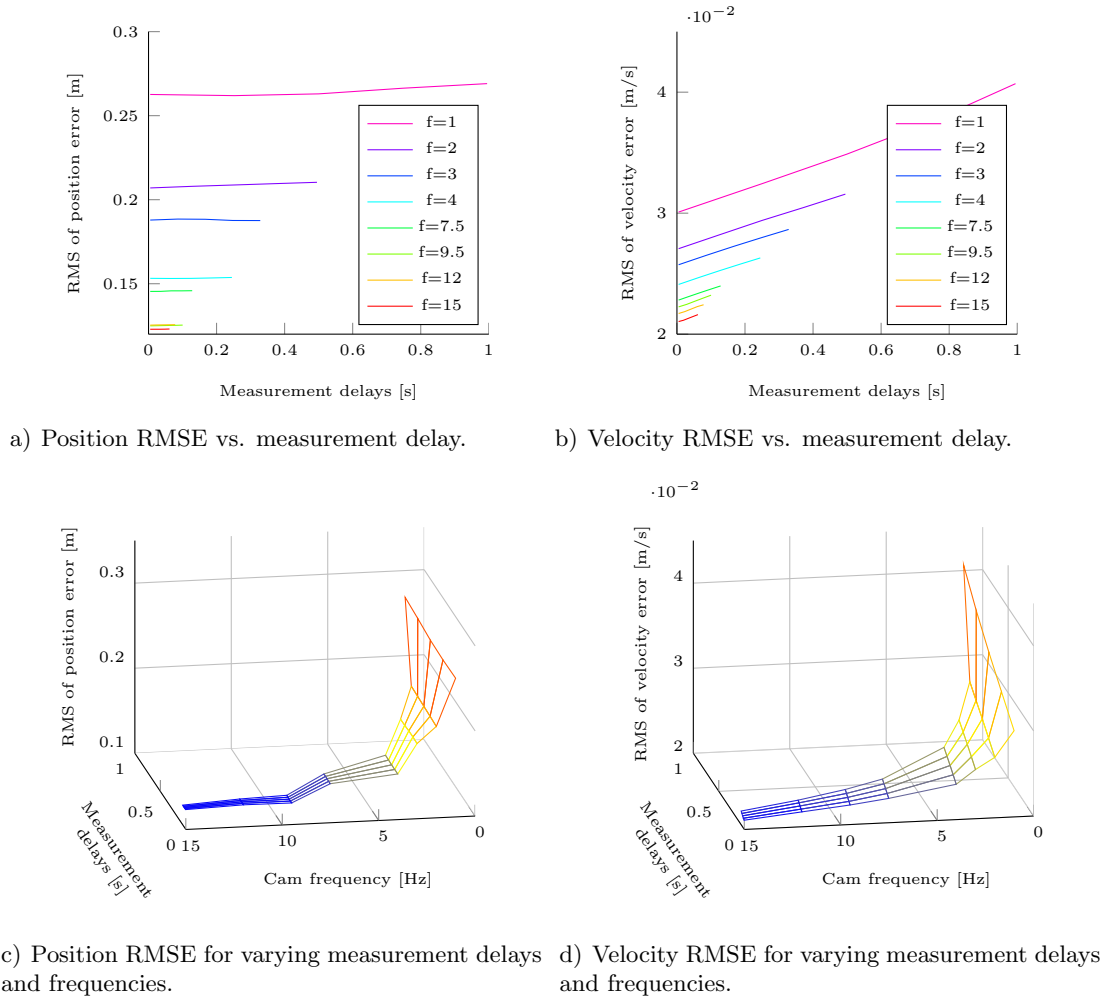 0.3
0.25
0.2
0.15
RMS of position error [m]
f=1
f=2
f=3
f=4
f=7.5
f=9.5
f=12
f=15
0 0.2 0.4 0.6 0.8 1
Measurement delays [s]
a) Position RMSE vs. measurement delay.
·10−2
4
3
2
RMS of velocity error [m/s]
f=1
f=2
f=3
f=4
f=7.5
f=9.5
f=12
f=15
0 0.2 0.4 0.6 0.8 1
Measurement delays [s]
b) Velocity RMSE vs. measurement delay.
0.3
0.2
0.1
RMS of position error [m]
1
0.5
0
Measurement
delays [s]
15 10 5 0
Cam frequency [Hz]
c) Position RMSE for varying measurement delays
and frequencies.
·10−2
4
3
2
RMS of velocity error [m/s]
1
0.5
0
Measurement
delays [s]
15 10 5 0
Cam frequency [Hz]
d) Velocity RMSE for varying measurement delays
and frequencies.